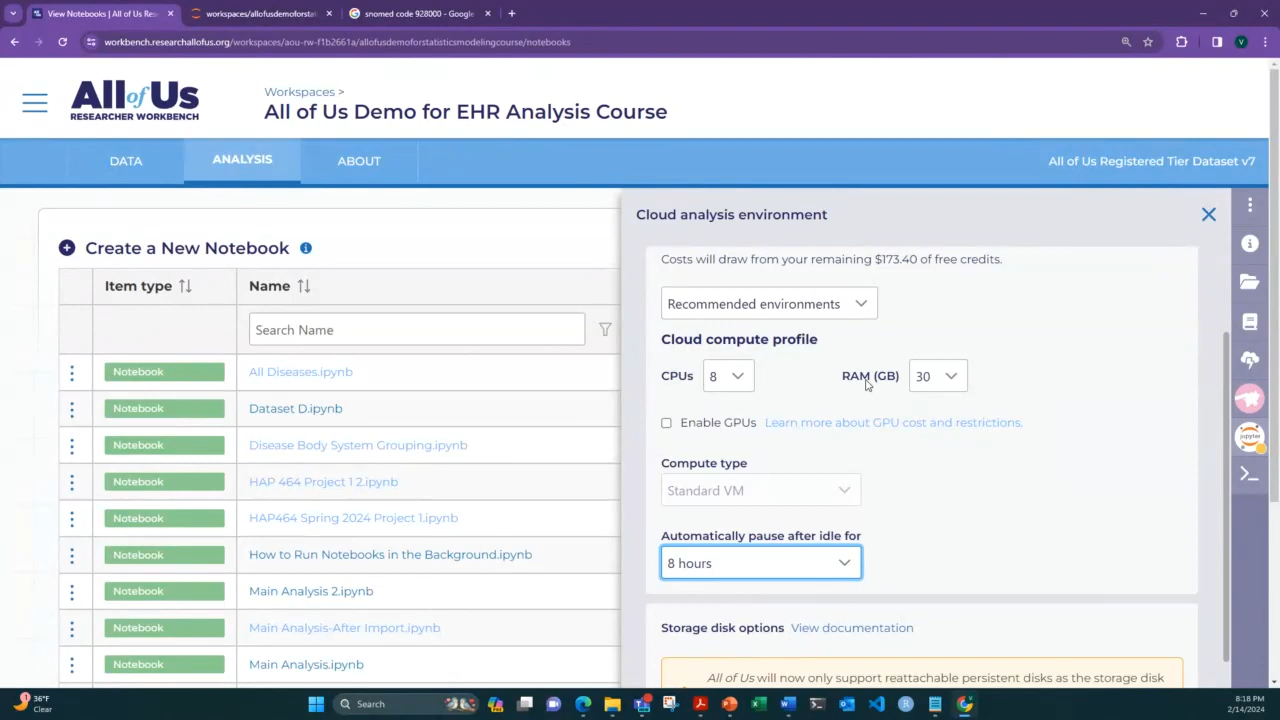 View Notebooks | All of Us Res
workspaces/allofusdemoforstatis
snomed code 928000 - Google
workbench.researchallofus.org/workspaces/aou-rw-f1b2661a/allofusdemoforstatisticsmodelingcourse/notebooks
V
All of Us
RESEARCHER WORKBENCH
Workspaces >
All of Us Demo for EHR Analysis Course
DATA
ANALYSIS
ABOUT
All of Us Registered Tier Dataset v7
Create a New Notebook
Item type
Name
Search Name
Notebook
All Diseases.ipynb
Notebook
Dataset D.ipynb
Notebook
Disease Body System Grouping.ipynb
Notebook
HAP 464 Project 1 2.ipynb
Notebook
HAP464 Spring 2024 Project 1.ipynb
Notebook
How to Run Notebooks in the Background.ipynb
Notebook
Main Analysis 2.ipynb
Notebook
Main Analysis-After Import.ipynb
Notebook
Main Analysis.ipynb
Cloud analysis environment
Costs will draw from your remaining $173.40 of free credits.
Recommended environments
Cloud compute profile
CPUs 8 RAM (GB) 30
Enable GPUs Learn more about GPU cost and restrictions.
Compute type
Standard VM
Automatically pause after idle for
8 hours
Storage disk options View documentation
All of Us will now only support reattachable persistent disks as the storage disk
jupyter
36°F
Clear
Search
8:18 PM
2/14/2024